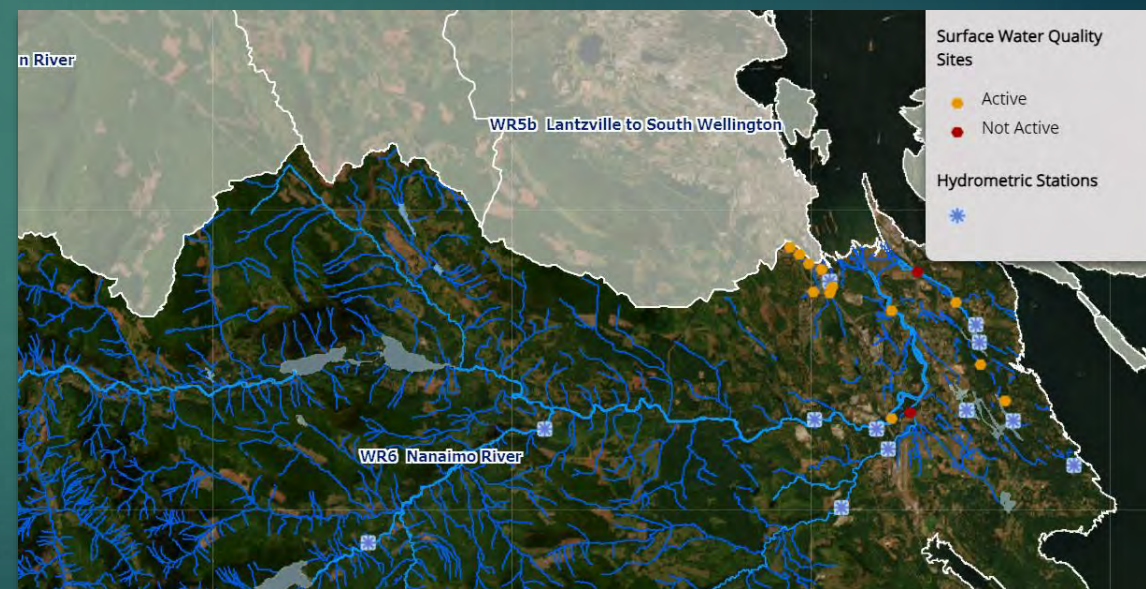 n River
WR5b Lantzville to South Wellington
WR6 Nanaimo River
Surface Water Quality
Sites
Active
Not Active
Hydrometric Stations